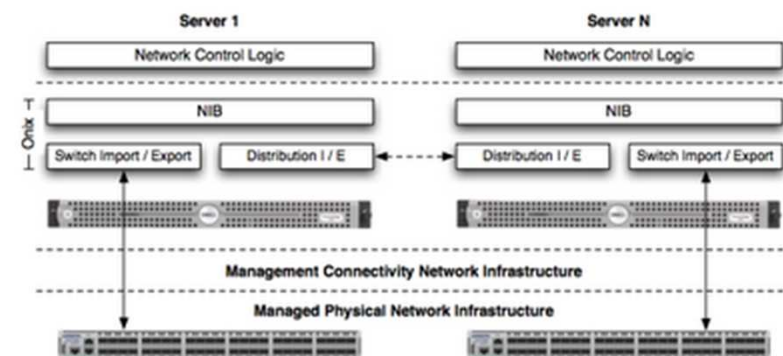 Server 1
Server N
Network Control Logic
Network Control Logic
NIB
NIB
Onix
Switch Import / Export
Distribution I / E
Distribution I / E
Switch Import / Export
Management Connectivity Network Infrastructure
Managed Physical Network Infrastructure